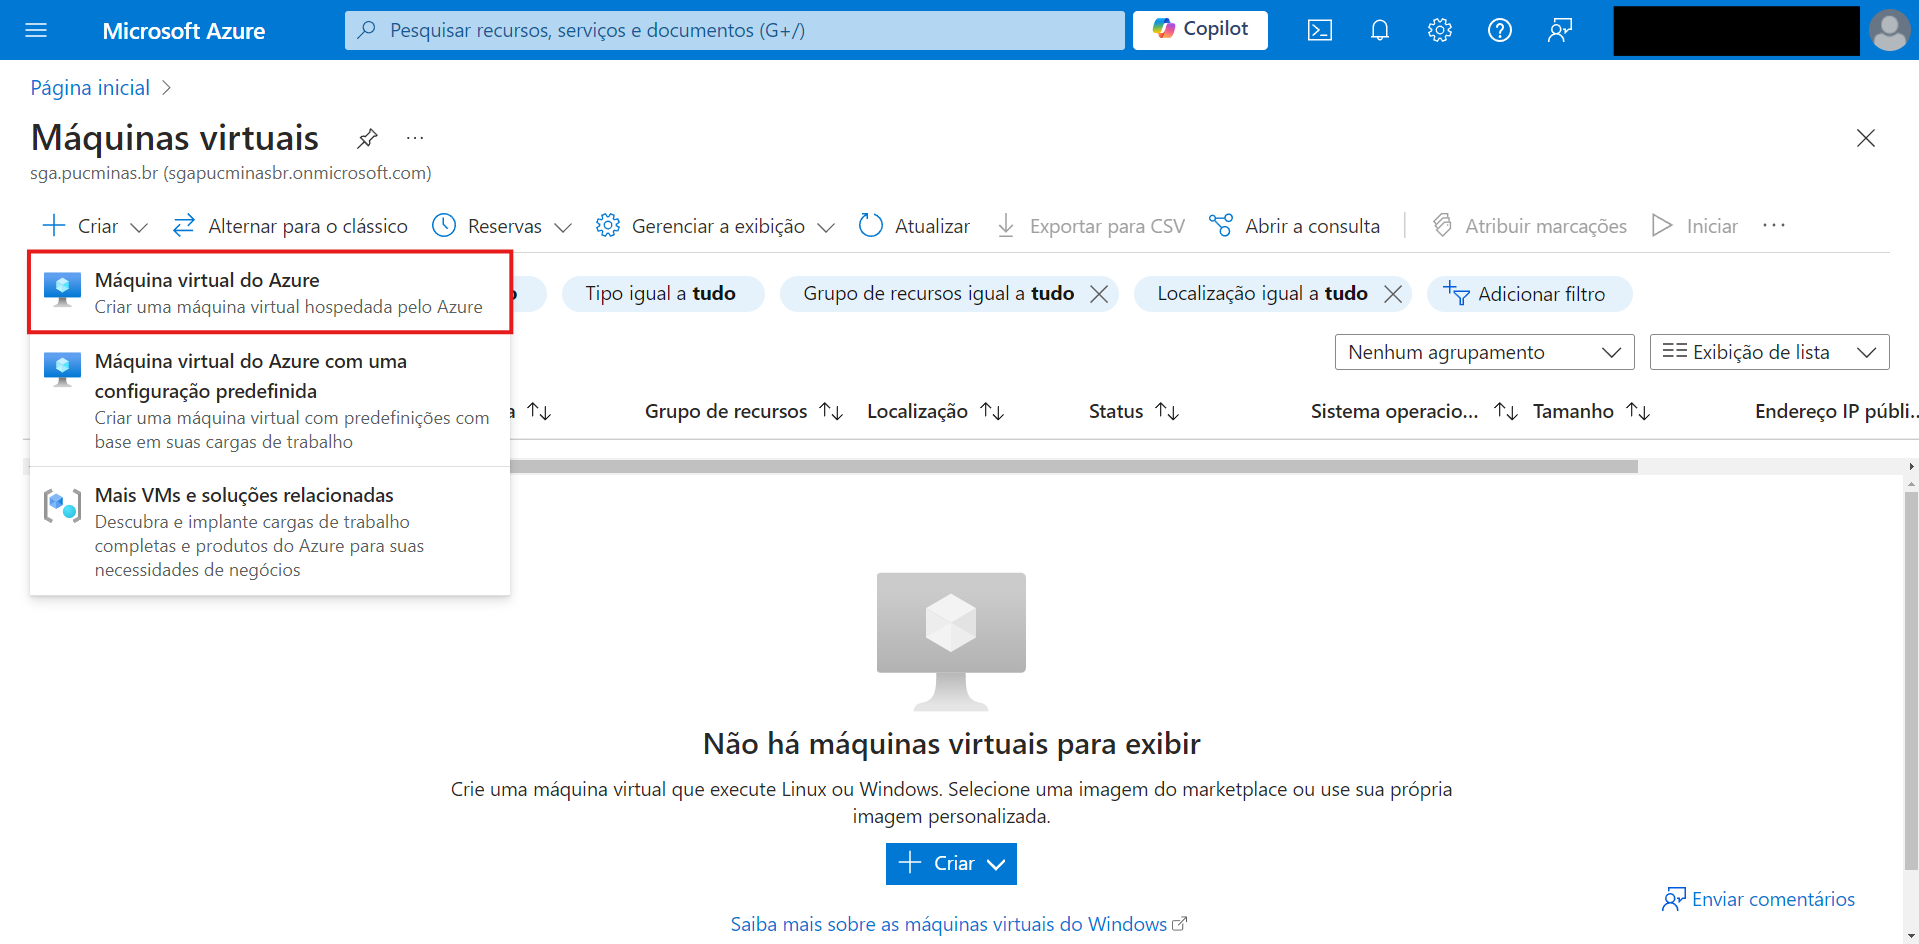 Microsoft Azure
Pesquisar recursos, serviços e documentos (G+/)
Copilot
Página inicial
Máquinas virtuais
sga.pucminas.br (sgapucminasbr.onmicrosoft.com)
Criar
Alternar para o clássico
Reservas
Gerenciar a exibição
Atualizar
Exportar para CSV
Abrir a consulta
Atribuir marcações
Iniciar
Máquina virtual do Azure
Criar uma máquina virtual hospedada pelo Azure
Tipo igual a tudo
Grupo de recursos igual a tudo
Localização igual a tudo
Adicionar filtro
Máquina virtual do Azure com uma
configuração predefinida
Criar uma máquina virtual com predefinições com
base em suas cargas de trabalho
Nenhum agrupamento
Exibição de lista
Grupo de recursos
Localização
Status
Sistema operacio...
Tamanho
Endereço IP públi...
Mais VMs e soluções relacionadas
Descubra e implante cargas de trabalho
completas e produtos do Azure para suas
necessidades de negócios
Não há máquinas virtuais para exibir
Crie uma máquina virtual que execute Linux ou Windows. Selecione uma imagem do marketplace ou use sua própria
imagem personalizada.
Criar
Enviar comentários
Saiba mais sobre as máquinas virtuais do Windows